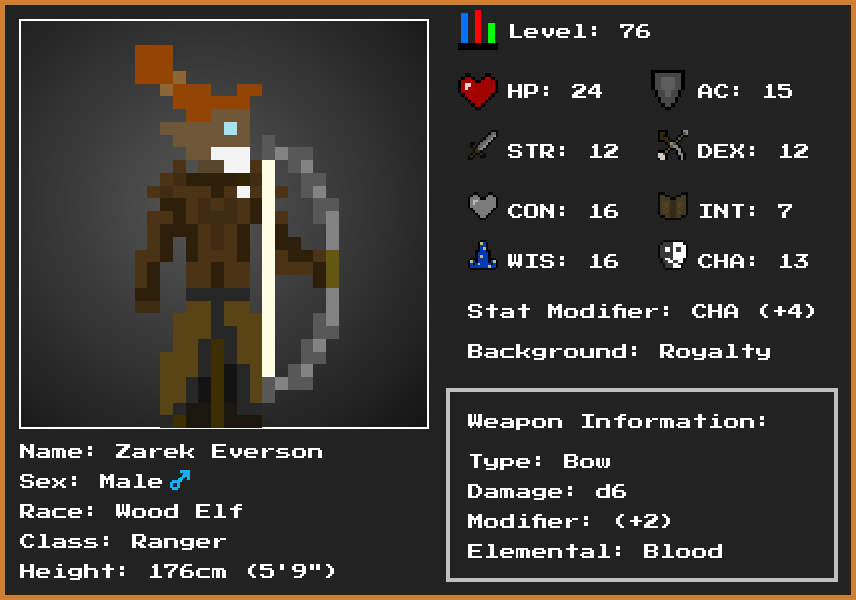 Level: 76
HP: 24 AC: 15
STR: 12 DEX: 12
CON: 16 INT: 7
WIS: 16 CHA: 13
Stat Modifier: CHA (+4)
Background: Royalty
Weapon Information:
Type: Bow
Damage: d6
Modifier: (+2)
Elemental: Blood
Name: Zarek Everson
Sex: Male♂
Race: Wood Elf
Class: Ranger
Height: 176cm (5'9")